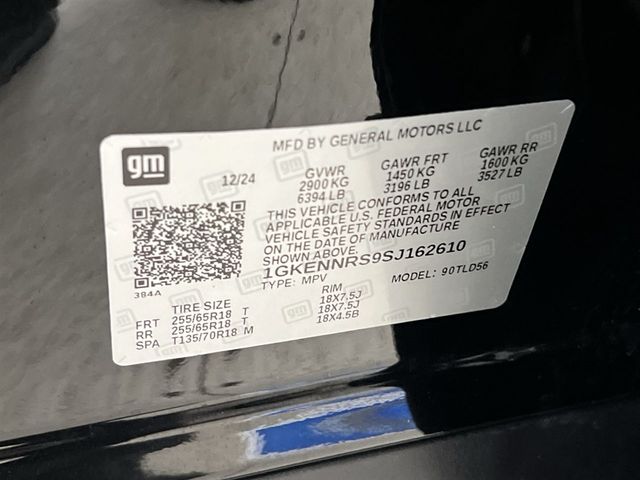 MFD BY GENERAL MOTORS LLC
gm
12/24
GVWR GAWR FRT GAWR RR
2900 KG 1450 KG 1600 KG
6394 LB 3196 LB 3527 LB
THIS VEHICLE CONFORMS TO ALL
APPLICABLE U.S. FEDERAL MOTOR
VEHICLE SAFETY STANDARDS IN EFFECT
ON THE DATE OF MANUFACTURE
SHOWN ABOVE.
1GKENNRS9SJ162610
TYPE: MPV MODEL: 90TLD56
384A
TIRE SIZE RIM
FRT 255/65R18 T 18X7.5J
RR 255/65R18 T 18X7.5J
SPA T135/70R18 M 18X4.5B